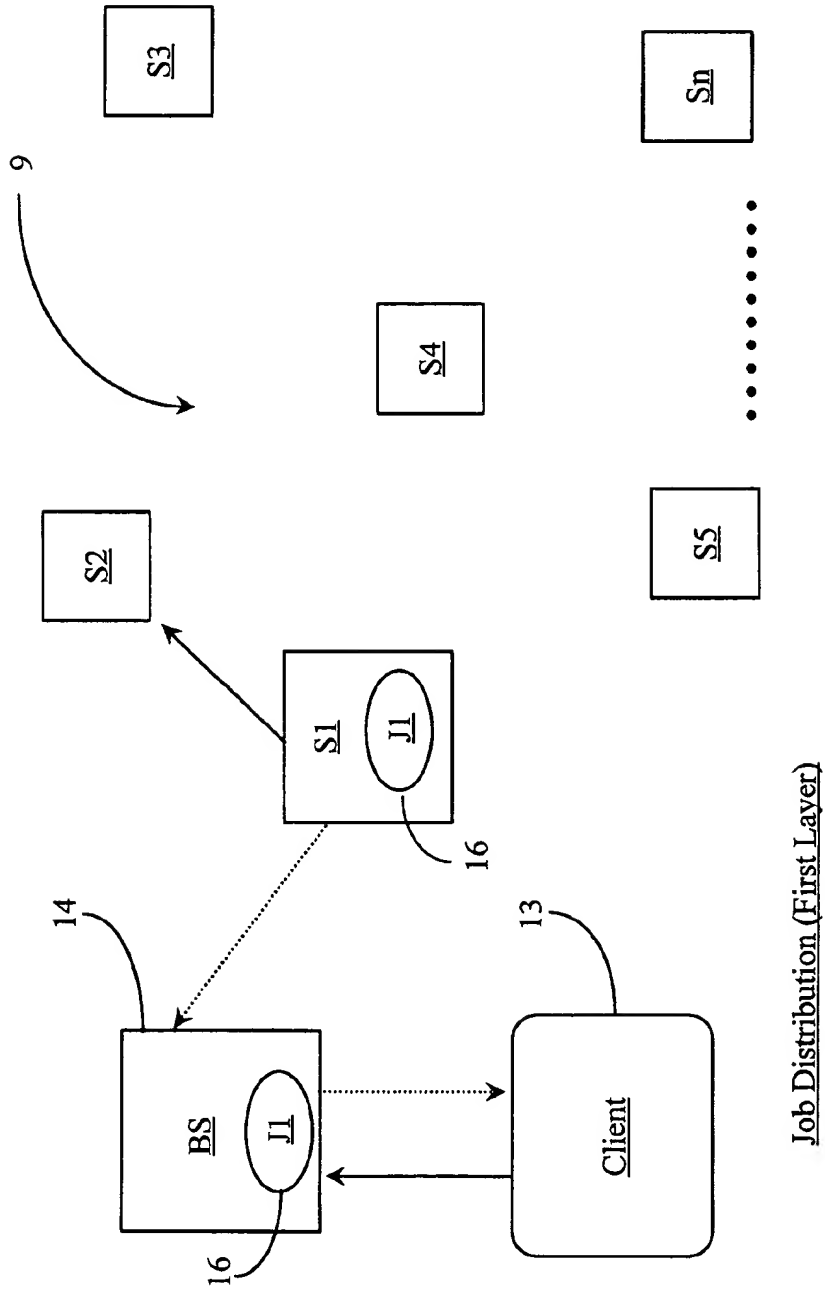 9
14
S2
S3
BS
16
J1
S1
J1
S4
16
13
Client
S5
Sn
Job Distribution (First Layer)